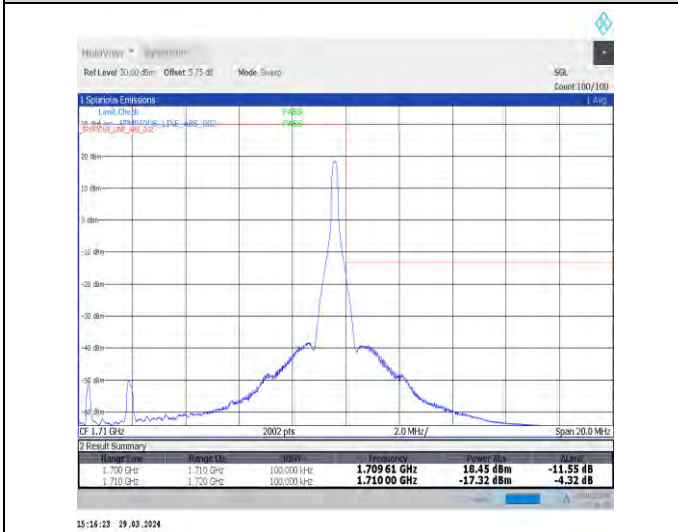 MultiView Spectrum
Ref Level 30.00 dBm Offset 5.75 dB Mode Sweep SGL
Count 100/100
1 Spurious Emissions 1 Avg
Limit Check PASS
Line _SPURIOUS_LINE_ABS_002 PASS
_SPURIOUS_LINE_ABS_002
20 dBm
10 dBm
0 dBm
-10 dBm
-20 dBm
-30 dBm
-40 dBm
-50 dBm
-60 dBm
CF 1.71 GHz 2002 pts 2.0 MHz/ Span 20.0 MHz
2 Result Summary
Range Low Range Up RBW Frequency Power Abs ΔLimit
1.700 GHz 1.710 GHz 100.000 kHz 1.709 61 GHz 18.45 dBm -11.55 dB
1.710 GHz 1.720 GHz 100.000 kHz 1.710 00 GHz -17.32 dBm -4.32 dB
15:16:23 29.03.2024